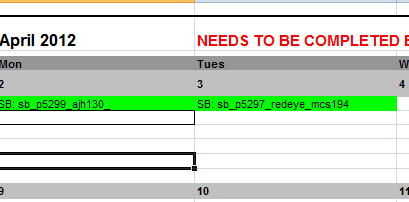 April 2012 NEEDS TO BE COMPLETED
Mon Tues
2 3 4
SB: sb_p5299_ajh130_ SB: sb_p5297_redeye_mcs194
9 10 11